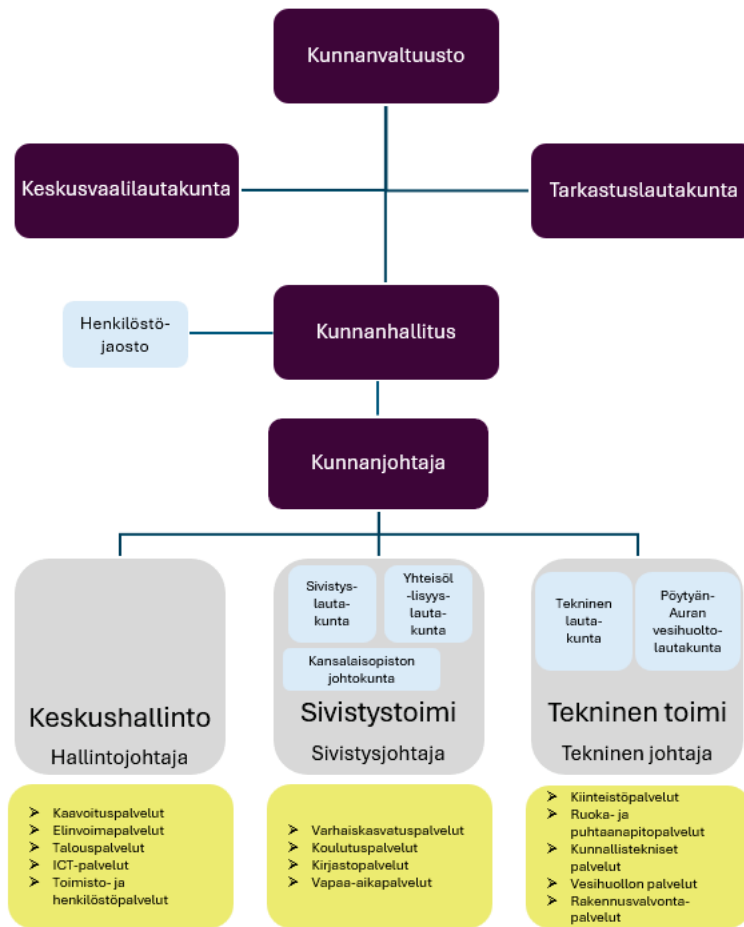 Kunnanvaltuusto
Keskusvaalilautakunta
Tarkastuslautakunta
Henkilöstö-
jaosto
Kunnanhallitus
Kunnanjohtaja
Keskushallinto
Hallintojohtaja
Sivistys-
lauta-
kunta
Yhteisöl
-lisyys-
lauta-
kunta
Kansalaisopiston
johtokunta
Sivistystoimi
Sivistysjohtaja
Tekninen
lauta-
kunta
Pöytyän-
Auran
vesihuolto-
lautakunta
Tekninen toimi
Tekninen johtaja
➢ Kaavoituspalvelut
➢ Elinvoimapalvelut
➢ Talouspalvelut
➢ ICT-palvelut
➢ Toimisto- ja
henkilöstöpalvelut
➢ Varhaiskasvatuspalvelut
➢ Koulutuspalvelut
➢ Kirjastopalvelut
➢ Vapaa-aikapalvelut
➢ Kiinteistöpalvelut
➢ Ruoka- ja
puhtaanapitopalvelut
➢ Kunnallistekniset
palvelut
➢ Vesihuollon palvelut
➢ Rakennusvalvonta-
palvelut